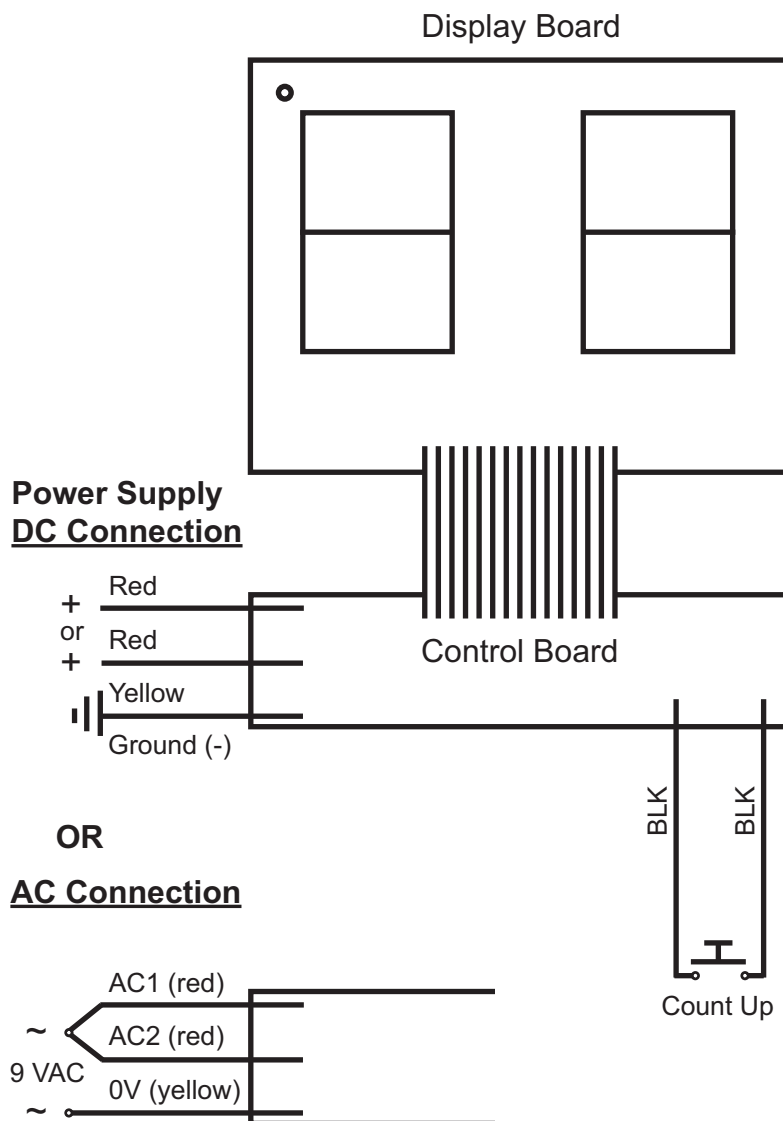 Display Board
Power Supply
DC Connection
+
Red
or
+
Red
Yellow
Ground (-)
Control Board
BLK
BLK
Count Up
OR
AC Connection
AC1 (red)
~
AC2 (red)
9 VAC
0V (yellow)
~